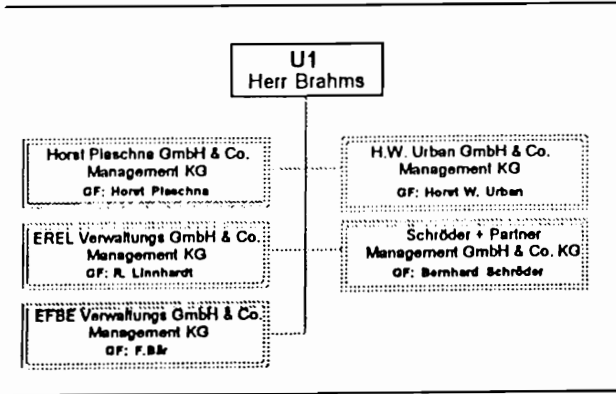 U1
Herr Brahms
Horst Plaschna GmbH & Co.
Management KG
GF: Horst Plaschna
H.W. Urban GmbH & Co.
Management KG
GF: Horst W. Urban
EREL Verwaltungs GmbH & Co.
Management KG
GF: R. Linnhardt
Schröder + Partner
Management GmbH & Co. KG
GF: Bernhard Schröder
EFBE Verwaltungs GmbH & Co.
Management KG
GF: F.Bär